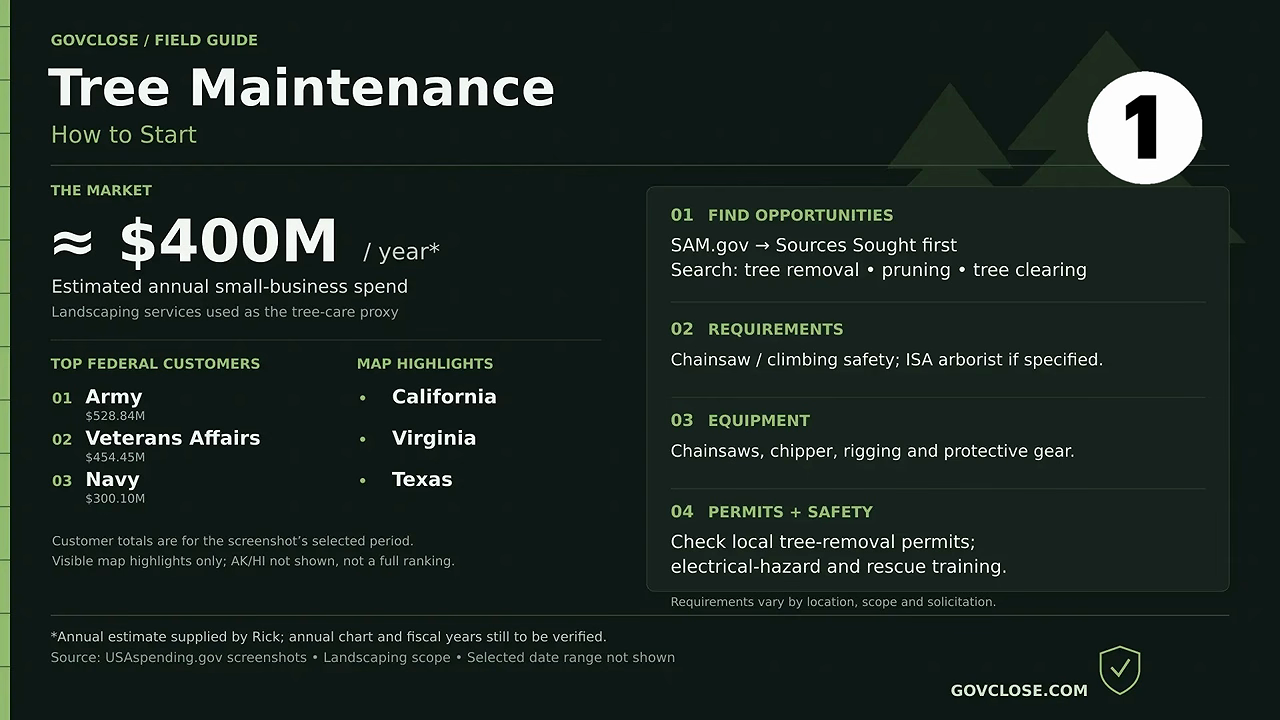 GOVCLOSE / FIELD GUIDE
Tree Maintenance
How to Start
1
THE MARKET
≈ $400M / year*
Estimated annual small-business spend
Landscaping services used as the tree-care proxy
TOP FEDERAL CUSTOMERS
01 Army
$528.84M
02 Veterans Affairs
$454.45M
03 Navy
$300.10M
MAP HIGHLIGHTS
• California
• Virginia
• Texas
Customer totals are for the screenshot’s selected period.
Visible map highlights only; AK/HI not shown, not a full ranking.
01 FIND OPPORTUNITIES
SAM.gov → Sources Sought first
Search: tree removal • pruning • tree clearing
02 REQUIREMENTS
Chainsaw / climbing safety; ISA arborist if specified.
03 EQUIPMENT
Chainsaws, chipper, rigging and protective gear.
04 PERMITS + SAFETY
Check local tree-removal permits;
electrical-hazard and rescue training.
Requirements vary by location, scope and solicitation.
*Annual estimate supplied by Rick; annual chart and fiscal years still to be verified.
Source: USAspending.gov screenshots • Landscaping scope • Selected date range not shown
GOVCLOSE.COM